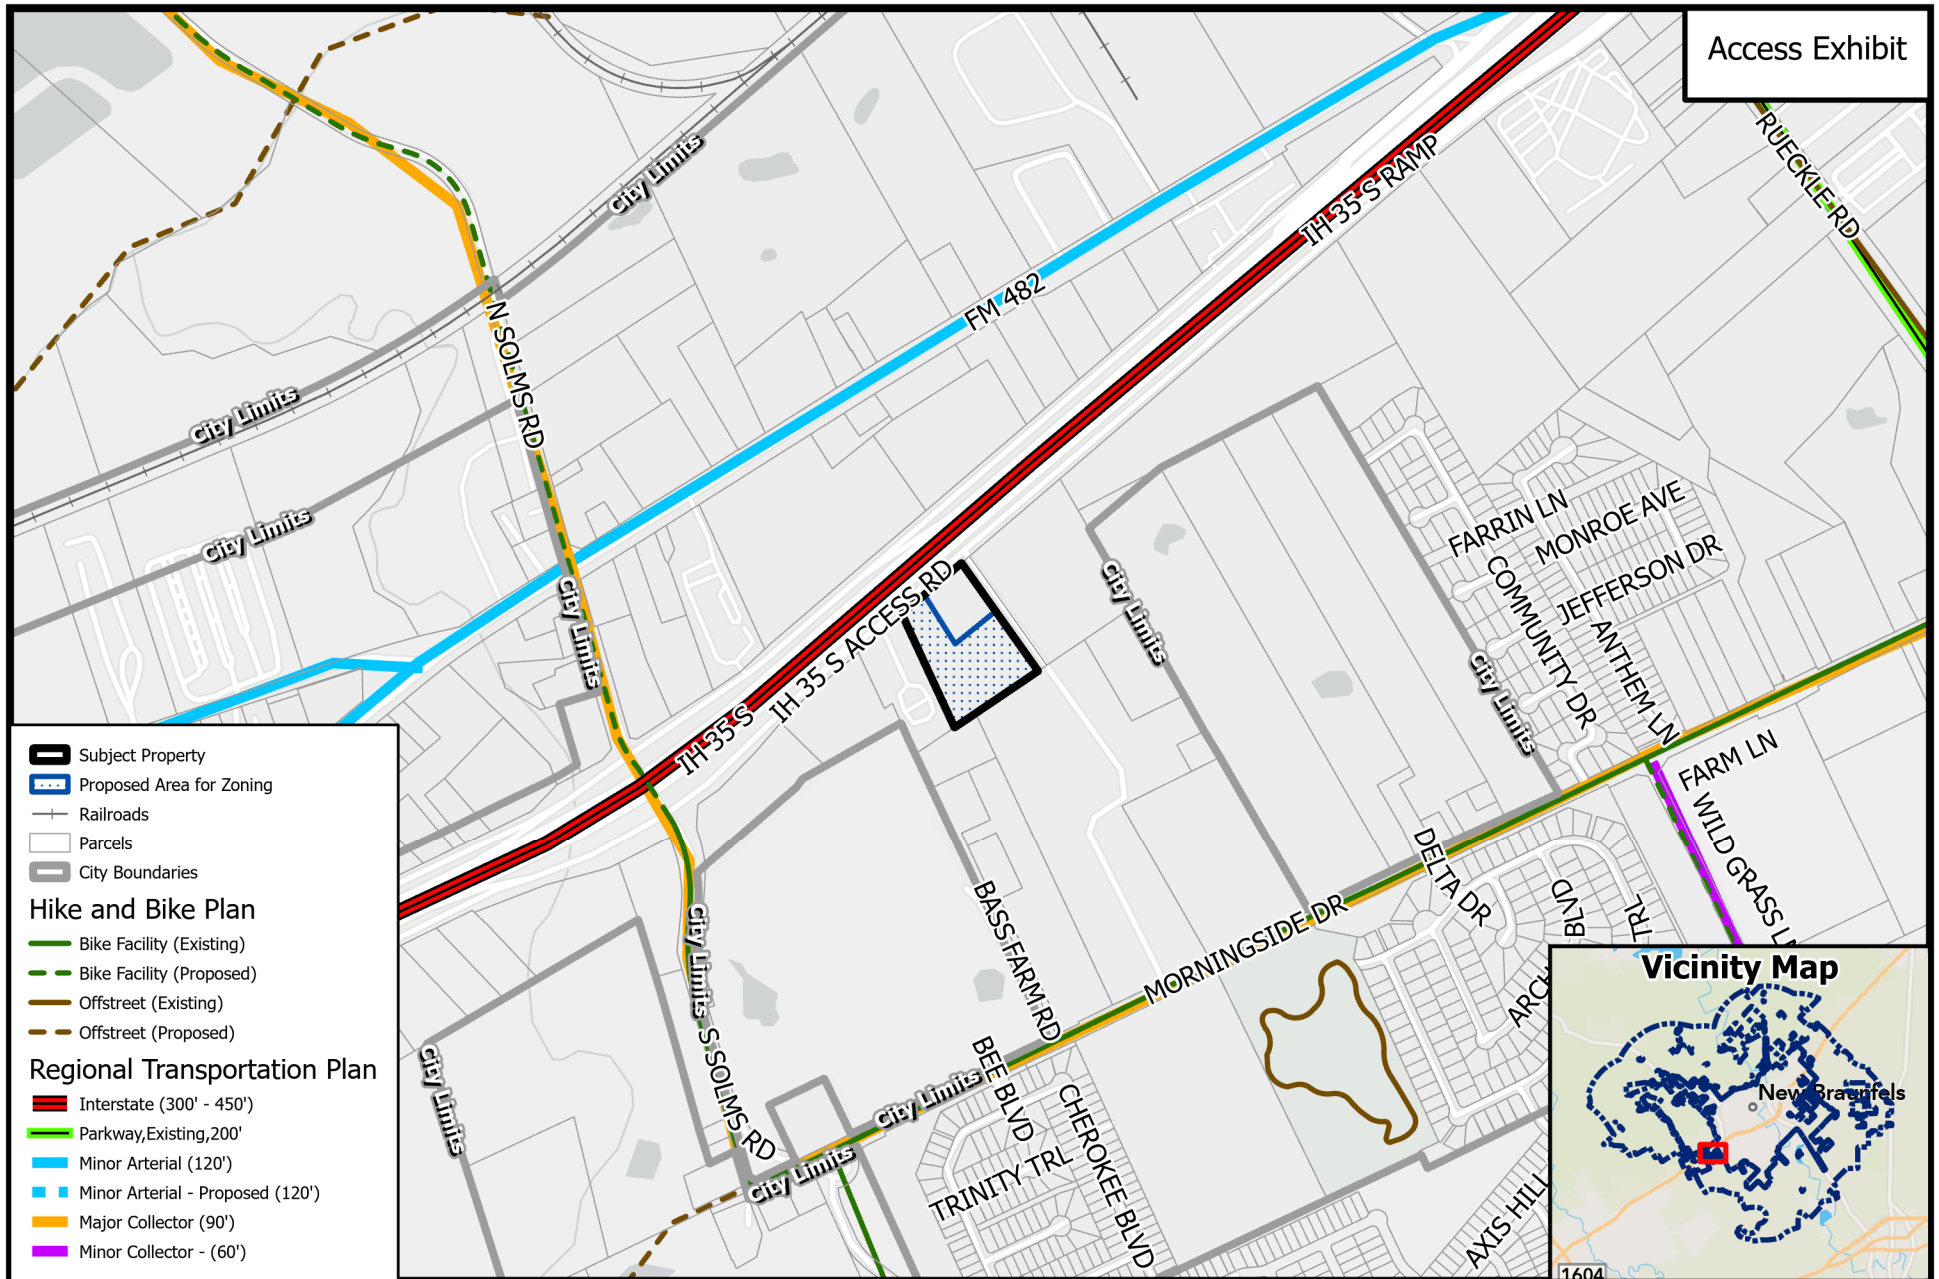 Access Exhibit
RUECKLE RD
City Limits
IH 35 S RAMP
FM 482
N SOLMS RD
City Limits
City Limits
FARRIN LN
MONROE AVE
JEFFERSON DR
COMMUNITY DR
ANTHEM LN
City Limits
City Limits
City Limits
IH 35 S ACCESS RD
IH 35 S
FARM LN
WILD GRASS LN
DELTA DR
BLVD
TRL
ARCH
BASS FARM RD
MORNINGSIDE DR
City Limits
S SOLMS RD
City Limits
City Limits
City Limits
BEE BLVD
CHEROKEE BLVD
TRINITY TRL
AXIS HILL
Subject Property
Proposed Area for Zoning
Railroads
Parcels
City Boundaries
Hike and Bike Plan
Bike Facility (Existing)
Bike Facility (Proposed)
Offstreet (Existing)
Offstreet (Proposed)
Regional Transportation Plan
Interstate (300' - 450')
Parkway,Existing,200'
Minor Arterial (120')
Minor Arterial - Proposed (120')
Major Collector (90')
Minor Collector - (60')
Vicinity Map
New Braunfels
1604